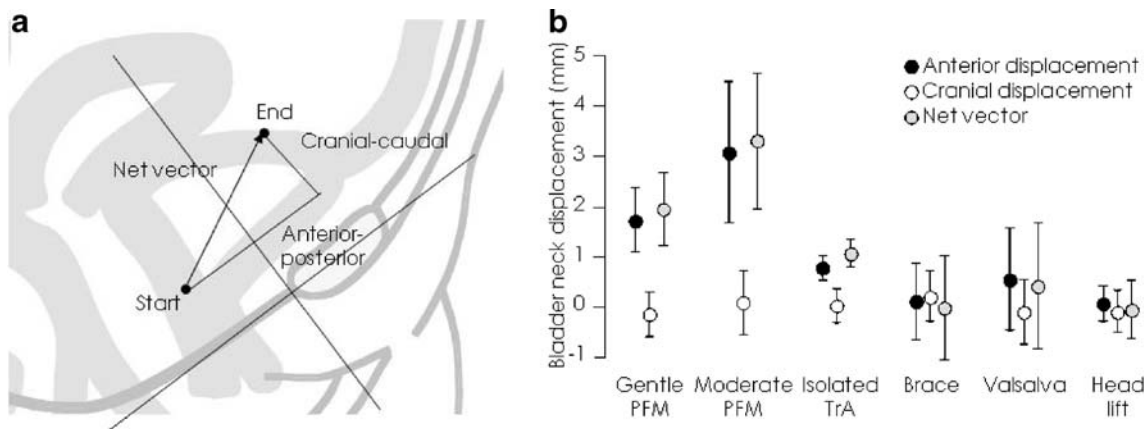 a
End
Cranial-caudal
Net vector
Anterior-
posterior
Start
b
Bladder neck displacement (mm)
5
4
3
2
1
0
-1
Anterior displacement
Cranial displacement
Net vector
Gentle
PFM
Moderate
PFM
Isolated
TrA
Brace
Valsalva
Head
lift